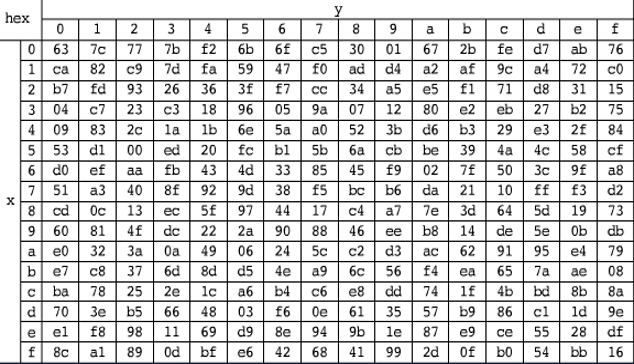 hex y
0 1 2 3 4 5 6 7 8 9 a b c d e f
0 63 7c 77 7b f2 6b 6f c5 30 01 67 2b fe d7 ab 76
1 ca 82 c9 7d fa 59 47 f0 ad d4 a2 af 9c a4 72 c0
2 b7 fd 93 26 36 3f f7 cc 34 a5 e5 f1 71 d8 31 15
3 04 c7 23 c3 18 96 05 9a 07 12 80 e2 eb 27 b2 75
4 09 83 2c 1a 1b 6e 5a a0 52 3b d6 b3 29 e3 2f 84
5 53 d1 00 ed 20 fc b1 5b 6a cb be 39 4a 4c 58 cf
6 d0 ef aa fb 43 4d 33 85 45 f9 02 7f 50 3c 9f a8
x 7 51 a3 40 8f 92 9d 38 f5 bc b6 da 21 10 ff f3 d2
8 cd 0c 13 ec 5f 97 44 17 c4 a7 7e 3d 64 5d 19 73
9 60 81 4f dc 22 2a 90 88 46 ee b8 14 de 5e 0b db
a e0 32 3a 0a 49 06 24 5c c2 d3 ac 62 91 95 e4 79
b e7 c8 37 6d 8d d5 4e a9 6c 56 f4 ea 65 7a ae 08
c ba 78 25 2e 1c a6 b4 c6 e8 dd 74 1f 4b bd 8b 8a
d 70 3e b5 66 48 03 f6 0e 61 35 57 b9 86 c1 1d 9e
e e1 f8 98 11 69 d9 8e 94 9b 1e 87 e9 ce 55 28 df
f 8c a1 89 0d bf e6 42 68 41 99 2d 0f b0 54 bb 16